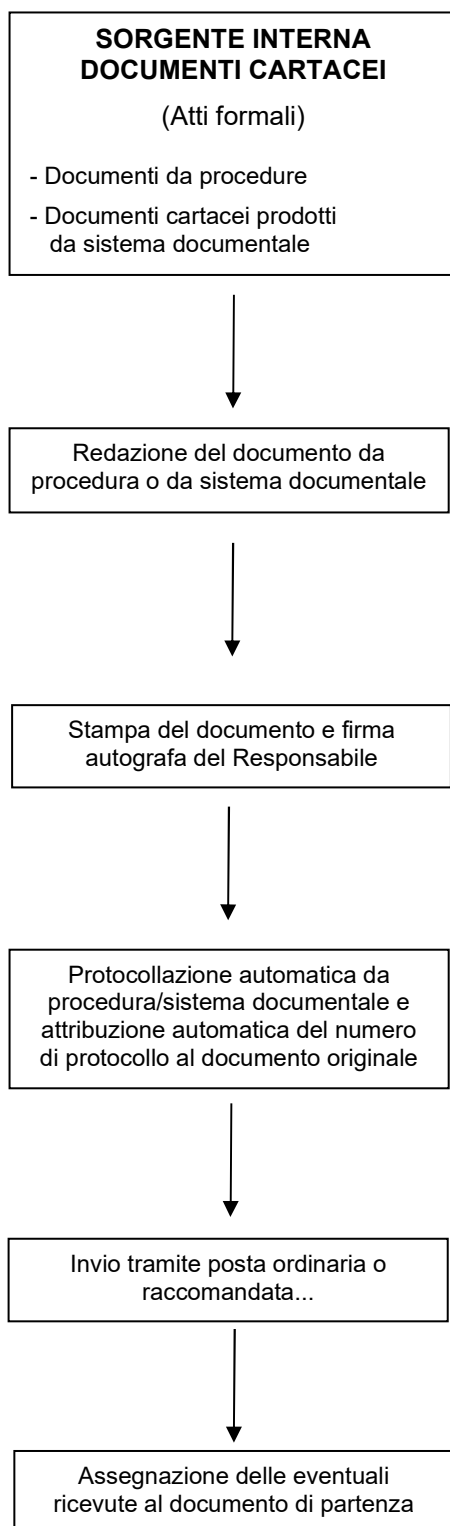 SORGENTE INTERNA
DOCUMENTI CARTACEI
(Atti formali)
- Documenti da procedure
- Documenti cartacei prodotti
da sistema documentale
Redazione del documento da
procedura o da sistema documentale
Stampa del documento e firma
autografa del Responsabile
Protocollazione automatica da
procedura/sistema documentale e
attribuzione automatica del numero
di protocollo al documento originale
Invio tramite posta ordinaria o
raccomandata...
Assegnazione delle eventuali
ricevute al documento di partenza